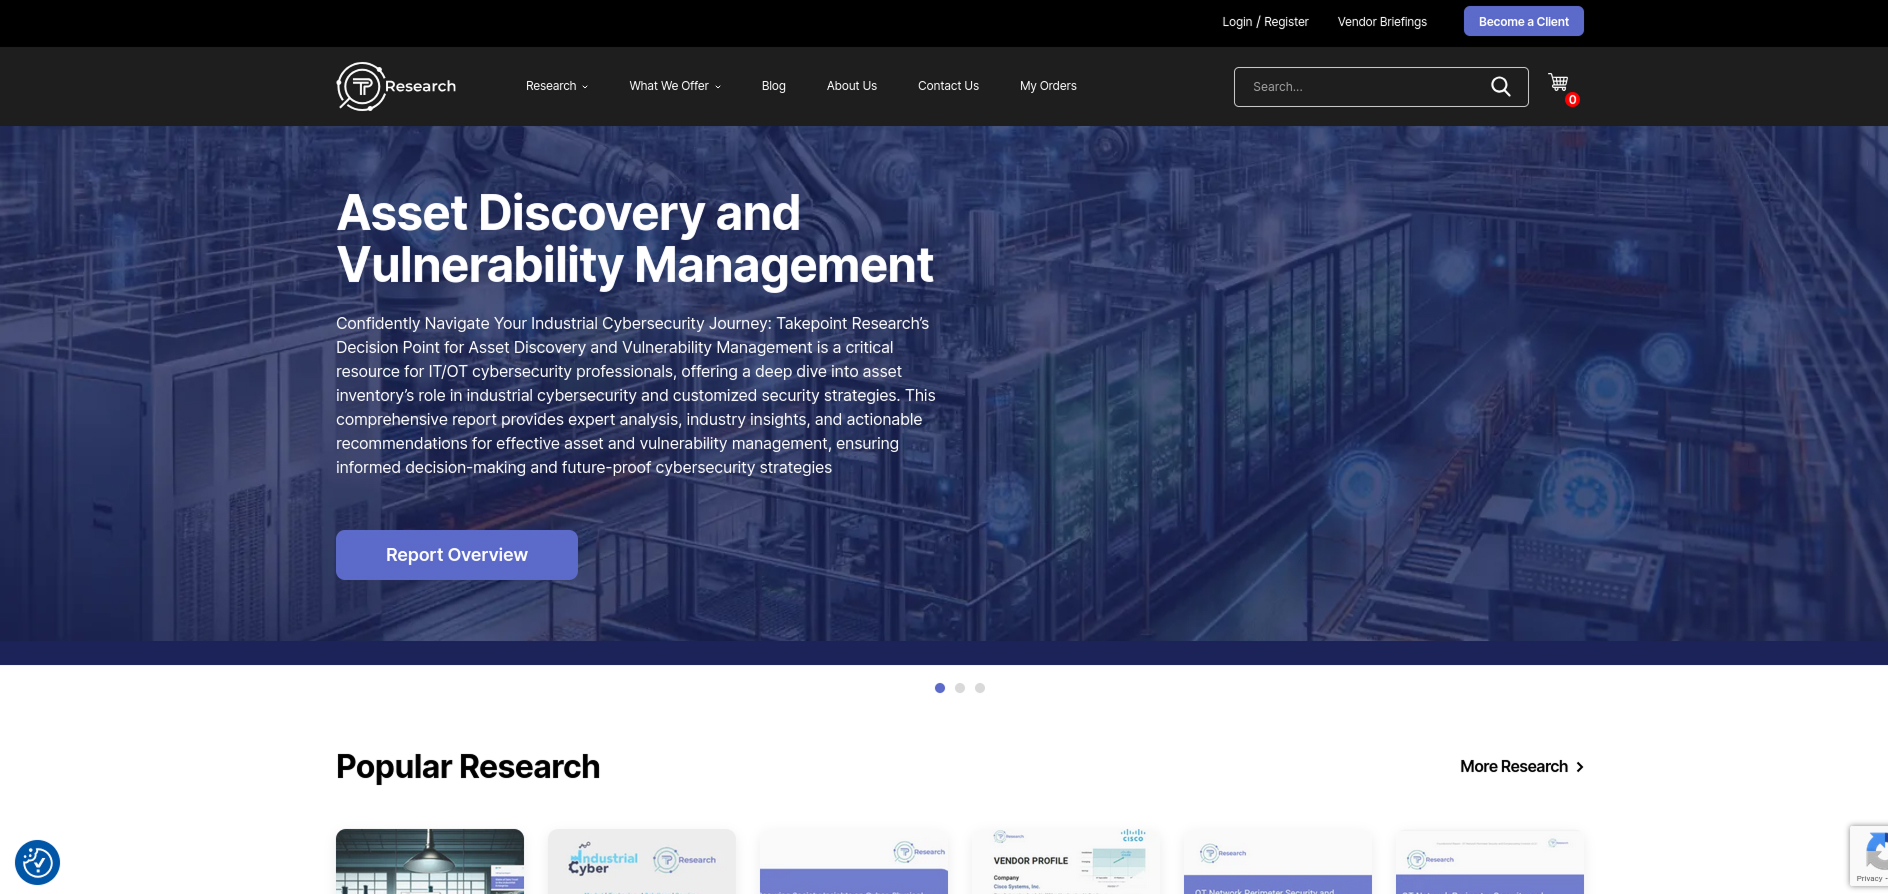 Login / Register
Vendor Briefings
Become a Client
Research
Research
What We Offer
Blog
About Us
Contact Us
My Orders
Search...
0
Asset Discovery and
Vulnerability Management
Confidently Navigate Your Industrial Cybersecurity Journey: Takepoint Research’s
Decision Point for Asset Discovery and Vulnerability Management is a critical
resource for IT/OT cybersecurity professionals, offering a deep dive into asset
inventory’s role in industrial cybersecurity and customized security strategies. This
comprehensive report provides expert analysis, industry insights, and actionable
recommendations for effective asset and vulnerability management, ensuring
informed decision-making and future-proof cybersecurity strategies
Report Overview
Popular Research
More Research
Industrial
Cyber
Research
Research
Research
CISCO
VENDOR PROFILE
Company
Cisco Systems, Inc.
Research
OT Network Perimeter Security and
Research
Privacy -